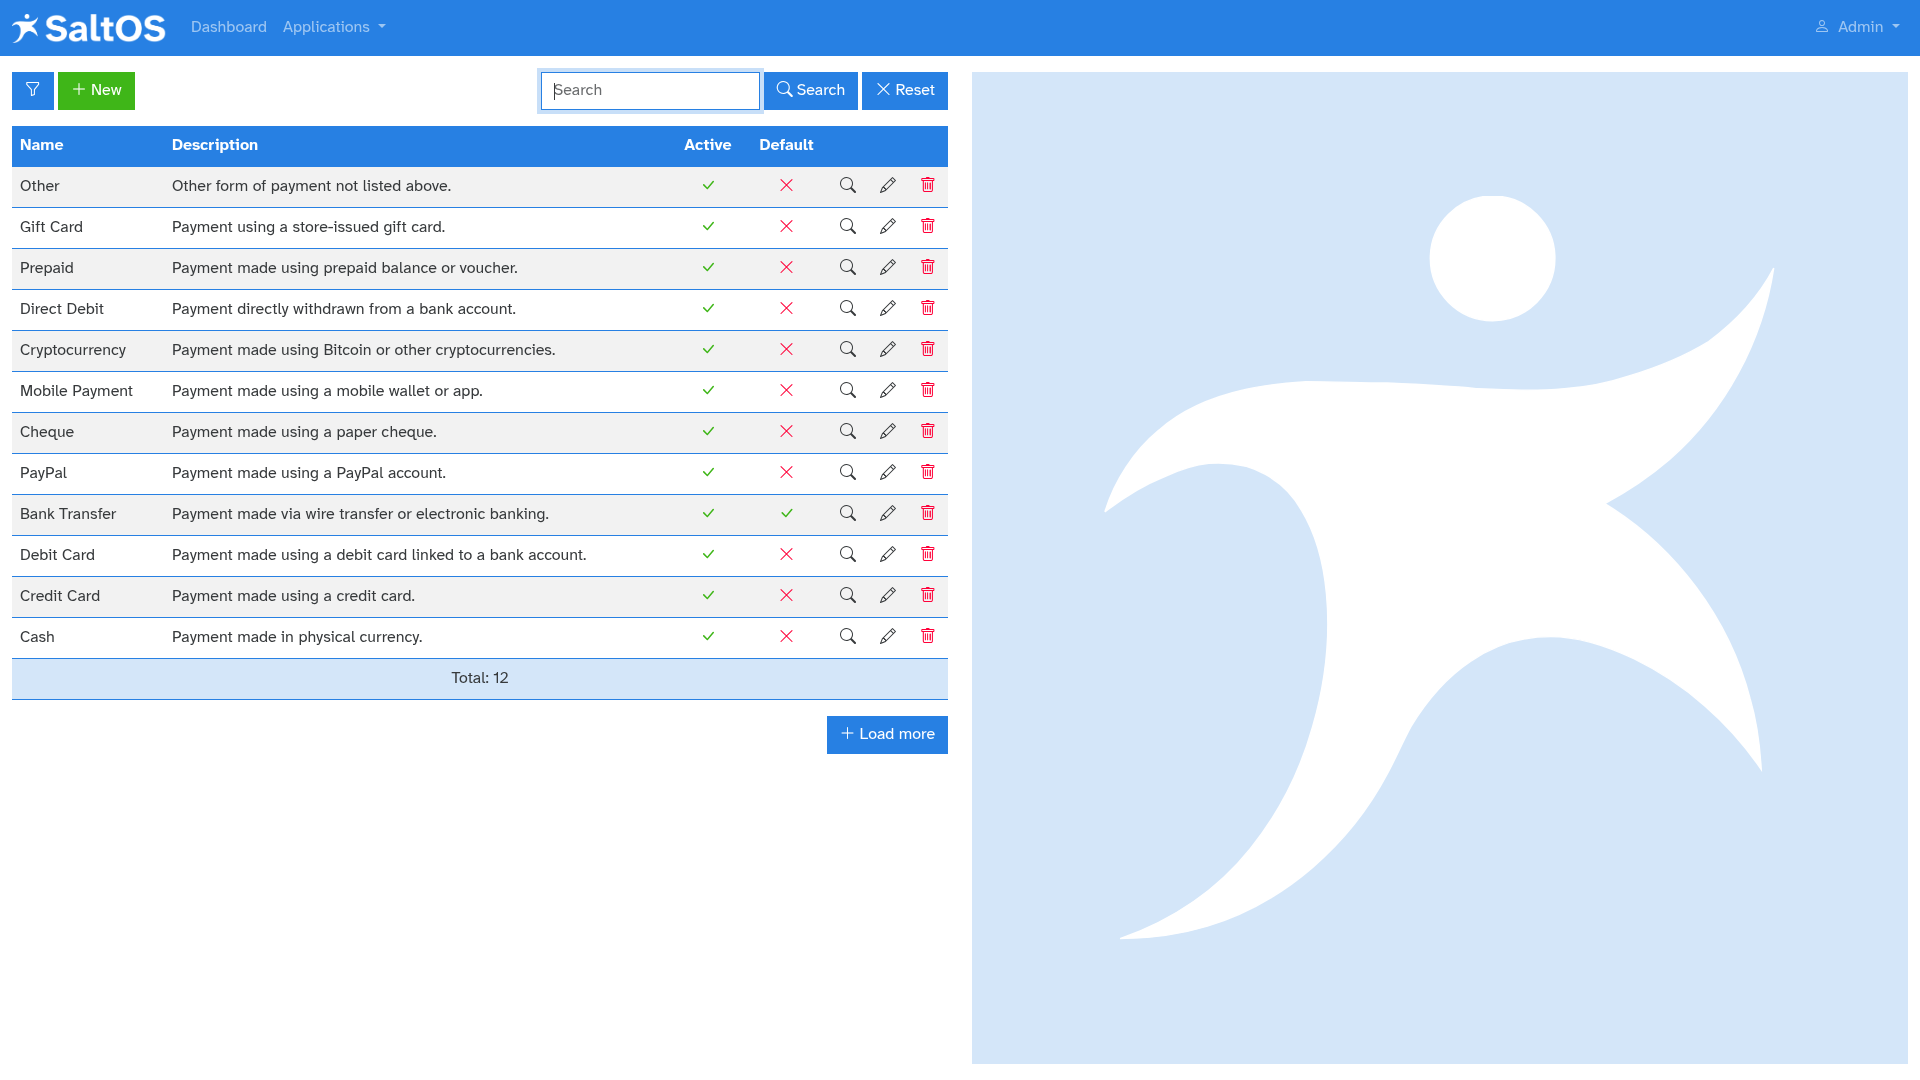 SaltOS Dashboard Applications Admin
New Search Search Reset
Name Description Active Default
Other Other form of payment not listed above.
Gift Card Payment using a store-issued gift card.
Prepaid Payment made using prepaid balance or voucher.
Direct Debit Payment directly withdrawn from a bank account.
Cryptocurrency Payment made using Bitcoin or other cryptocurrencies.
Mobile Payment Payment made using a mobile wallet or app.
Cheque Payment made using a paper cheque.
PayPal Payment made using a PayPal account.
Bank Transfer Payment made via wire transfer or electronic banking.
Debit Card Payment made using a debit card linked to a bank account.
Credit Card Payment made using a credit card.
Cash Payment made in physical currency.
Total: 12
Load more